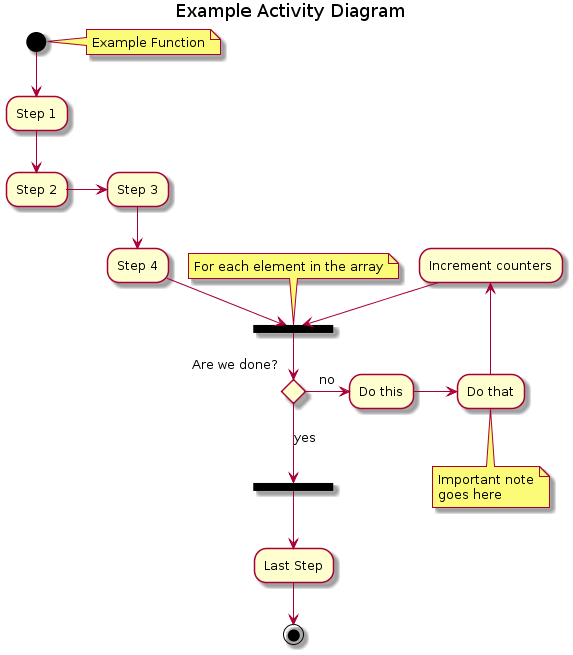 Example Activity Diagram
Example Function
Step 1
Step 2
Step 3
Step 4
For each element in the array
Increment counters
Are we done?
no
Do this
Do that
yes
Important note
goes here
Last Step